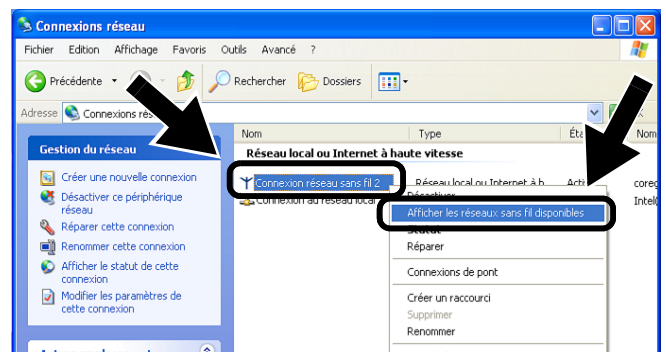 Connexions réseau
Fichier Edition Affichage Favoris Outils Avancé ?
Précédente
Rechercher
Dossiers
Adresse
Connexions
Nom
Type
Nom
Gestion du réseau
Créer une nouvelle connexion
Désactiver ce périphérique
réseau
Réparer cette connexion
Renommer cette connexion
Afficher le statut de cette
connexion
Modifier les paramètres de
cette connexion
Réseau local ou Internet à haute vitesse
Connexion réseau sans fil 2
Réseau local ou Internet à h...
coreg
Connexion au réseau local
Intel(
Désactiver
Afficher les réseaux sans fil disponibles
Statut
Réparer
Connexions de pont
Créer un raccourci
Supprimer
Renommer